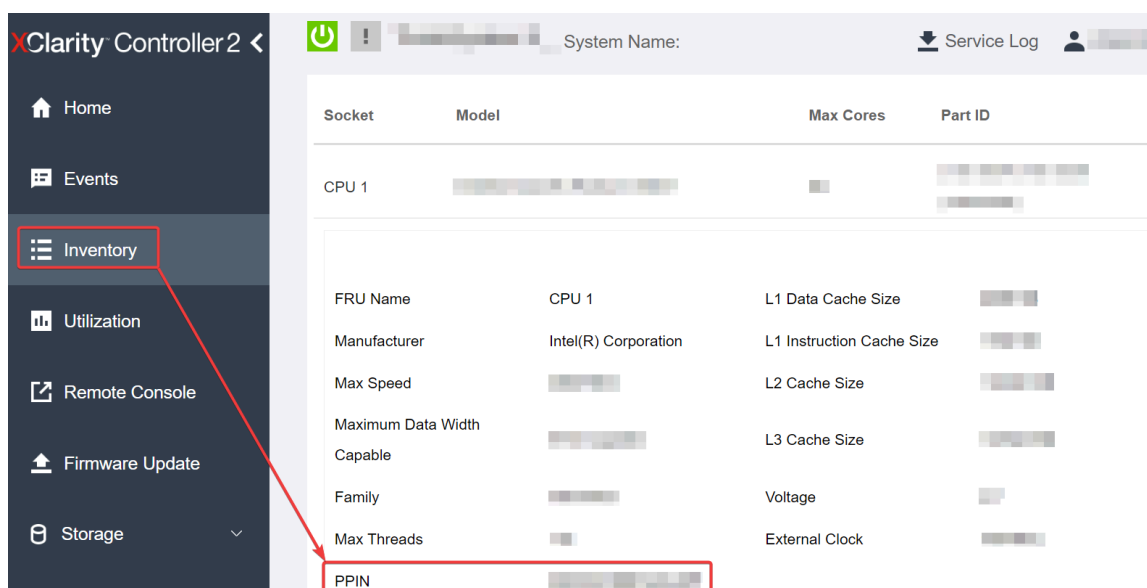 XClarity Controller 2
System Name:
Service Log
Home
Events
Inventory
Utilization
Remote Console
Firmware Update
Storage
Socket Model Max Cores Part ID
CPU 1
FRU Name CPU 1 L1 Data Cache Size
Manufacturer Intel(R) Corporation L1 Instruction Cache Size
Max Speed L2 Cache Size
Maximum Data Width
Capable
L3 Cache Size
Family Voltage
Max Threads External Clock
PPIN